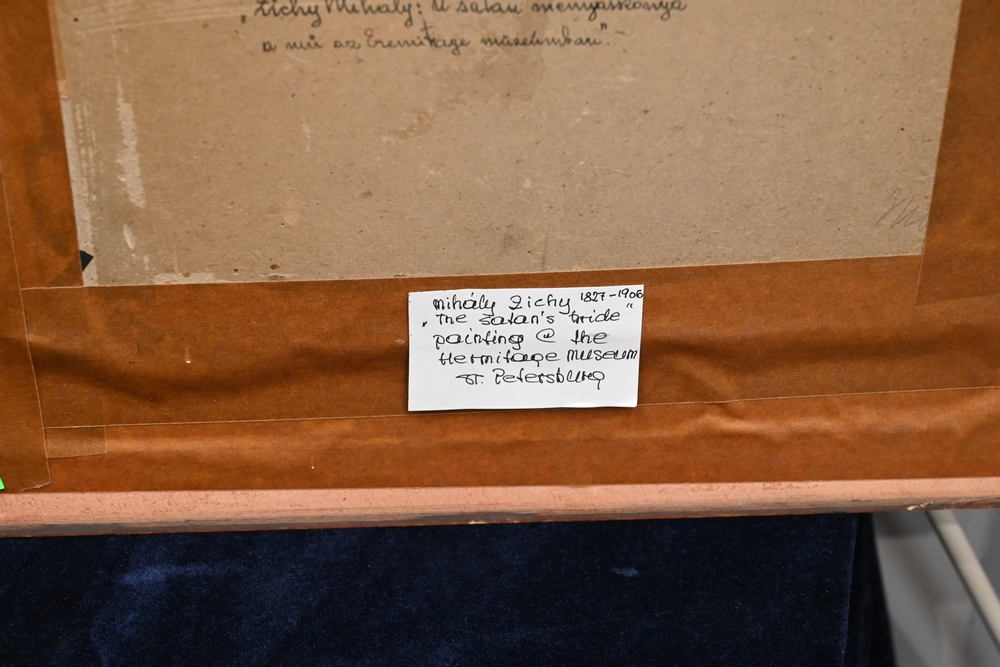 „Zichy Mihály: A sátán menyasszonya
a mű az Eremitage múzeumban".
Mihály Zichy 1827-1906
„The Satan's bride"
painting @ the
Hermitage Museum
ST. Petersburg